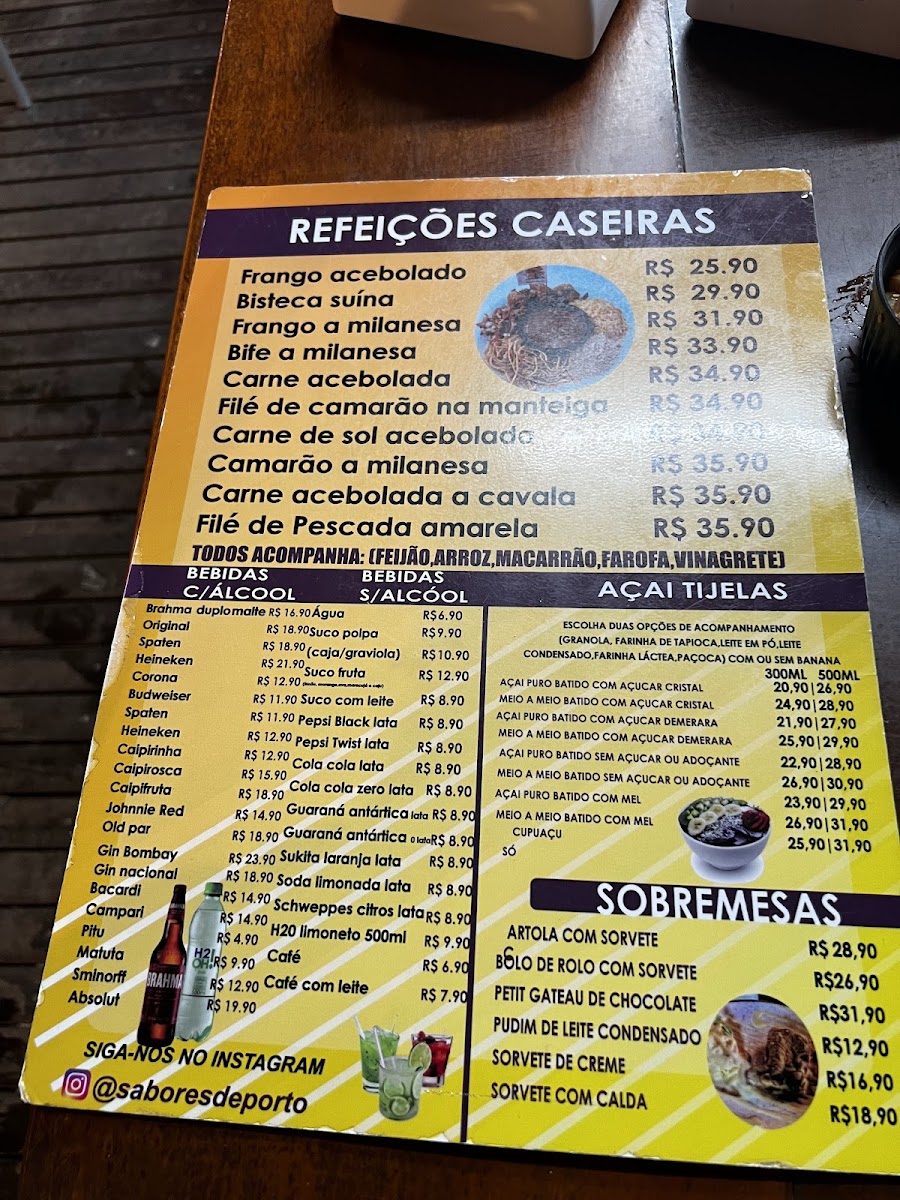 REFEIÇÕES CASEIRAS
Frango acebolado R$ 25.90
Bisteca suína R$ 29.90
Frango a milanesa R$ 31.90
Bife a milanesa R$ 33.90
Carne acebolada R$ 34.90
Filé de camarão na manteiga R$ 34.90
Carne de sol acebolada R$ 34.90
Camarão a milanesa R$ 35.90
Carne acebolada a cavala R$ 35.90
Filé de Pescada amarela R$ 35.90
TODOS ACOMPANHA: (FEIJÃO,ARROZ,MACARRÃO,FAROFA,VINAGRETE)
BEBIDAS
C/ÁLCOOL
Brahma duplomalte R$ 16.90
Original R$ 18.90
Spaten R$ 18.90
Heineken R$ 21.90
Corona R$ 12.90
Budweiser R$ 11.90
Spaten R$ 11.90
Heineken R$ 12.90
Caipirinha R$ 12.90
Caipirosca R$ 15.90
Caipifruta R$ 18.90
Johnnie Red R$ 14.90
Old par R$ 18.90
Gin Bombay R$ 23.90
Gin nacional R$ 18.90
Bacardi R$ 14.90
Campari R$ 14.90
Pitu R$ 4.90
Matuta R$ 9.90
Sminorff R$ 12.90
Absolut R$ 19.90
BRAHMA
H2
OH!
SIGA-NOS NO INSTAGRAM
@saboresdeporto
BEBIDAS
S/ALCÓOL
Água R$6.90
Suco polpa R$9.90
(caja/graviola) R$10.90
Suco fruta R$ 12.90
Suco com leite R$ 8.90
Pepsi Black lata R$ 8.90
Pepsi Twist lata R$ 8.90
Cola cola lata R$ 8.90
Cola cola zero lata R$ 8.90
Guaraná antártica lata R$ 8.90
Guaraná antártica 0 lata R$ 8.90
Sukita laranja lata R$ 8.90
Soda limonada lata R$ 8.90
Schweppes citros lata R$ 8.90
H20 limoneto 500ml R$ 9.90
Café R$ 6.90
Café com leite R$ 7.90
AÇAI TIJELAS
ESCOLHA DUAS OPÇÕES DE ACOMPANHAMENTO
(GRANOLA, FARINHA DE TAPIOCA,LEITE EM PÓ,LEITE
CONDENSADO,FARINHA LÁCTEA,PAÇOCA) COM OU SEM BANANA
300ML 500ML
AÇAI PURO BATIDO COM AÇUCAR CRISTAL 20,90|26,90
MEIO A MEIO BATIDO COM AÇUCAR CRISTAL 24,90|28,90
AÇAI PURO BATIDO COM AÇUCAR DEMERARA 21,90|27,90
MEIO A MEIO BATIDO COM AÇUCAR DEMERARA 25,90|29,90
AÇAI PURO BATIDO SEM AÇUCAR OU ADOÇANTE 22,90|28,90
MEIO A MEIO BATIDO SEM AÇUCAR OU ADOÇANTE 26,90|30,90
AÇAI PURO BATIDO COM MEL 23,90|29,90
MEIO A MEIO BATIDO COM MEL 26,90|31,90
CUPUAÇU 25,90|31,90
SÓ
SOBREMESAS
ARTOLA COM SORVETE R$ 28,90
C
BOLO DE ROLO COM SORVETE R$26,90
PETIT GATEAU DE CHOCOLATE R$31,90
PUDIM DE LEITE CONDENSADO R$12,90
SORVETE DE CREME R$16,90
SORVETE COM CALDA R$18,90